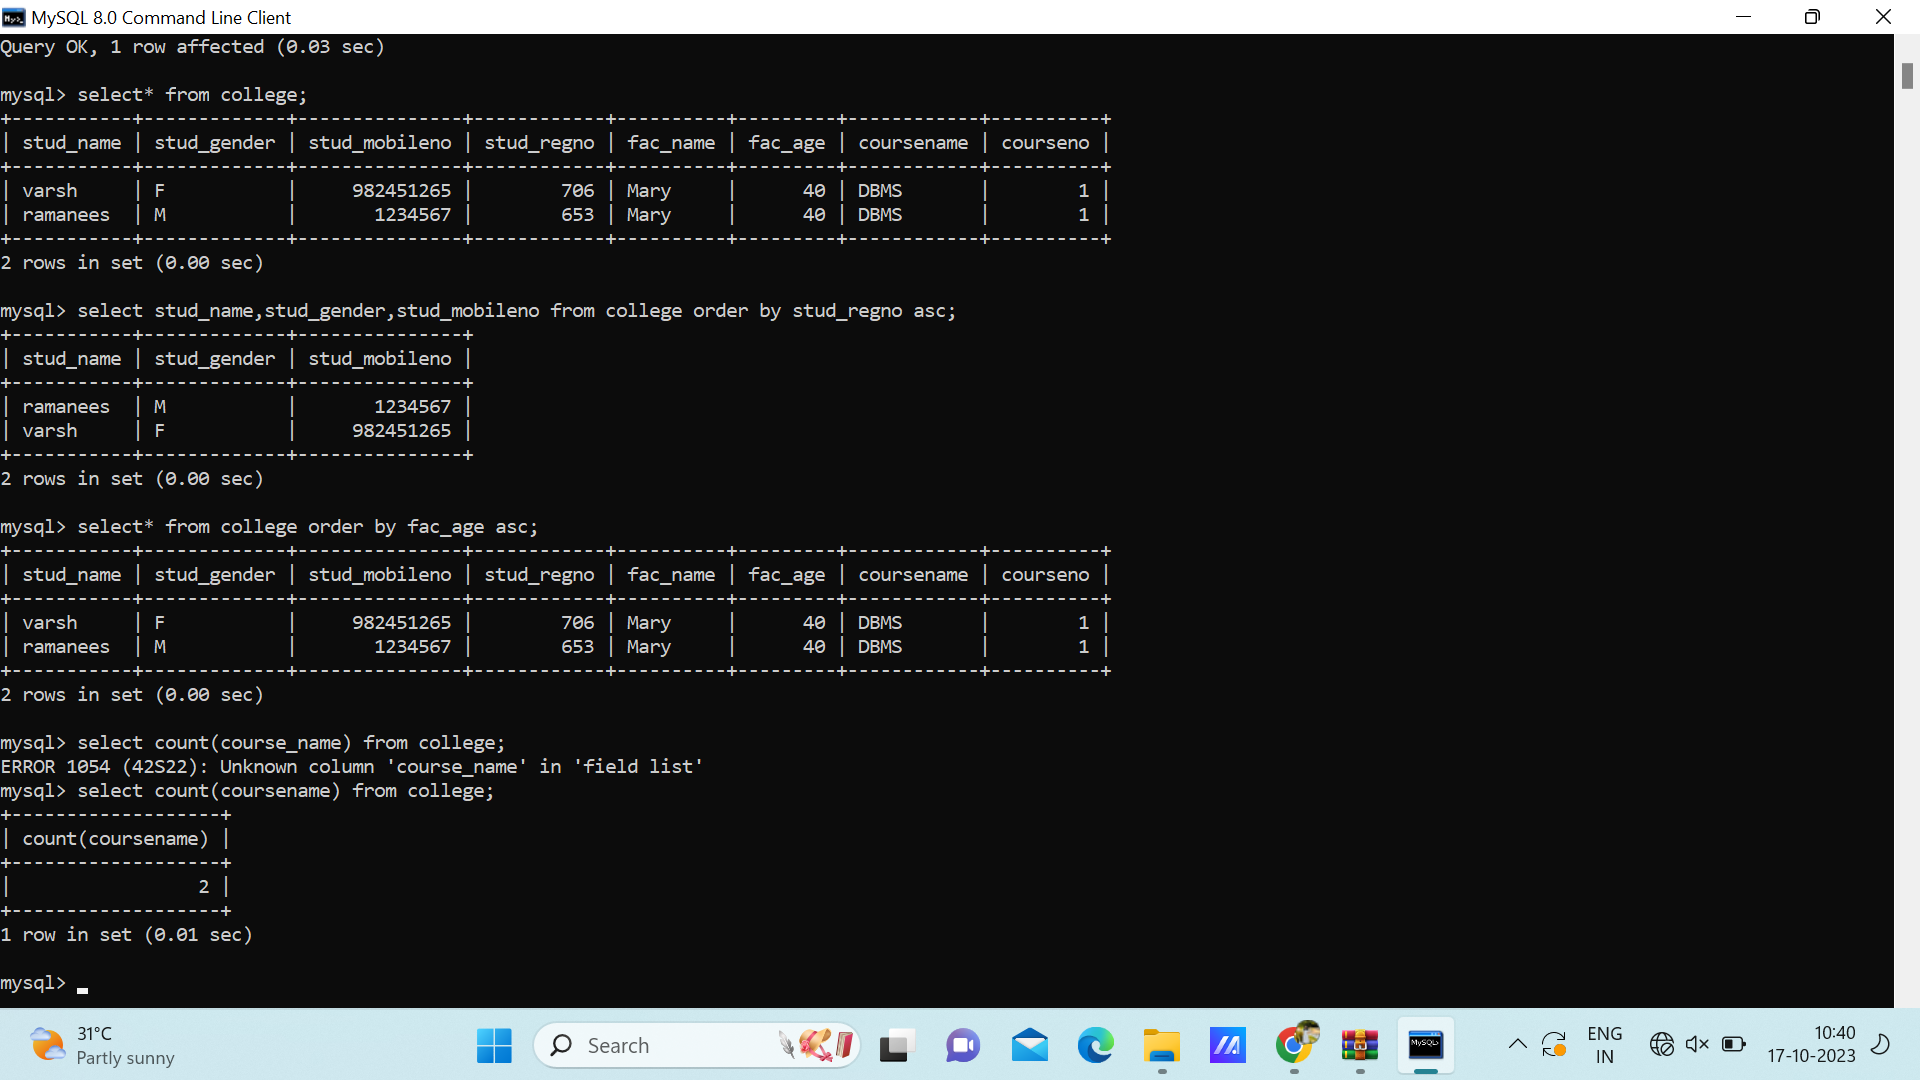 MySQL 8.0 Command Line Client
Query OK, 1 row affected (0.03 sec)
mysql> select* from college;
+-----------+-------------+---------------+------------+----------+---------+------------+----------+
| stud_name | stud_gender | stud_mobileno | stud_regno | fac_name | fac_age | coursename | courseno |
+-----------+-------------+---------------+------------+----------+---------+------------+----------+
| varsh     | F           |     982451265 |        706 | Mary     |      40 | DBMS       |        1 |
| ramanees  | M           |       1234567 |        653 | Mary     |      40 | DBMS       |        1 |
+-----------+-------------+---------------+------------+----------+---------+------------+----------+
2 rows in set (0.00 sec)
mysql> select stud_name,stud_gender,stud_mobileno from college order by stud_regno asc;
+-----------+-------------+---------------+
| stud_name | stud_gender | stud_mobileno |
+-----------+-------------+---------------+
| ramanees  | M           |       1234567 |
| varsh     | F           |     982451265 |
+-----------+-------------+---------------+
2 rows in set (0.00 sec)
mysql> select* from college order by fac_age asc;
+-----------+-------------+---------------+------------+----------+---------+------------+----------+
| stud_name | stud_gender | stud_mobileno | stud_regno | fac_name | fac_age | coursename | courseno |
+-----------+-------------+---------------+------------+----------+---------+------------+----------+
| varsh     | F           |     982451265 |        706 | Mary     |      40 | DBMS       |        1 |
| ramanees  | M           |       1234567 |        653 | Mary     |      40 | DBMS       |        1 |
+-----------+-------------+---------------+------------+----------+---------+------------+----------+
2 rows in set (0.00 sec)
mysql> select count(course_name) from college;
ERROR 1054 (42S22): Unknown column 'course_name' in 'field list'
mysql> select count(coursename) from college;
+-------------------+
| count(coursename) |
+-------------------+
|                 2 |
+-------------------+
1 row in set (0.01 sec)
mysql> _
31°C
Partly sunny
Search
MySQL
ENG
IN
10:40
17-10-2023